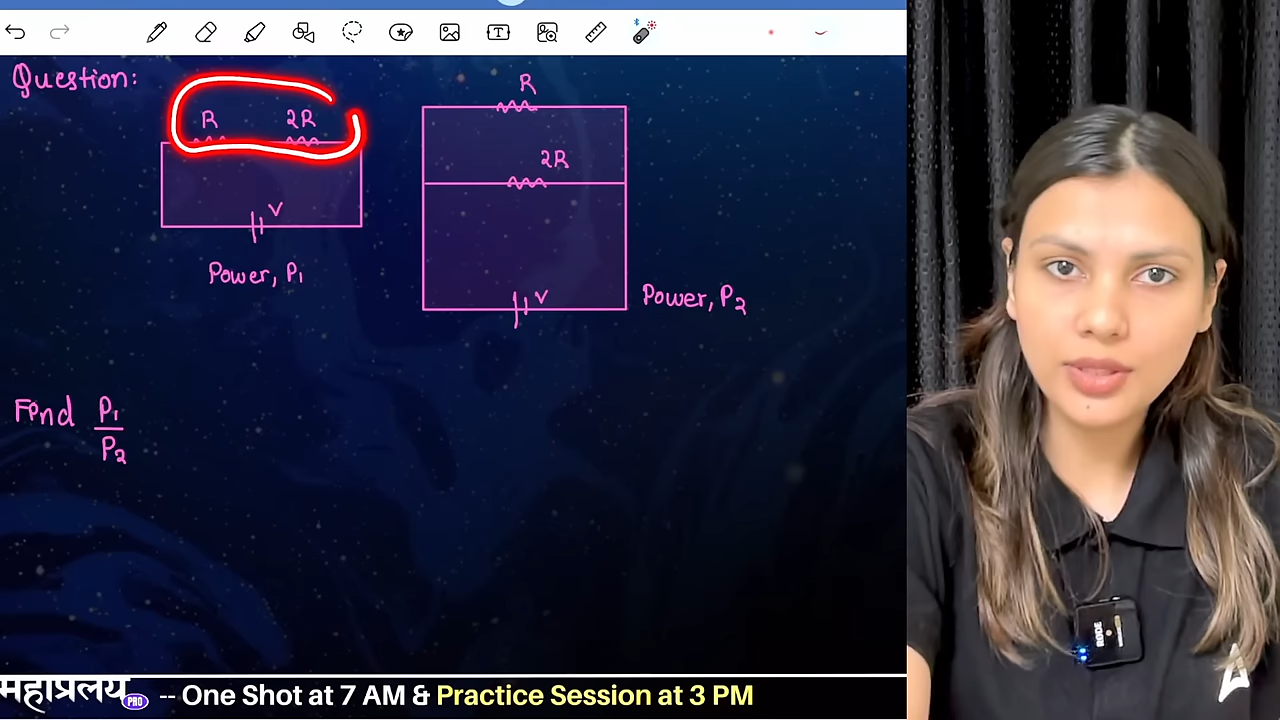 Question:
R 2R
V
Power, P1
R
2R
V
Power, P2
Find P1
P2
महाप्रलय PRO -- One Shot at 7 AM & Practice Session at 3 PM
RODE